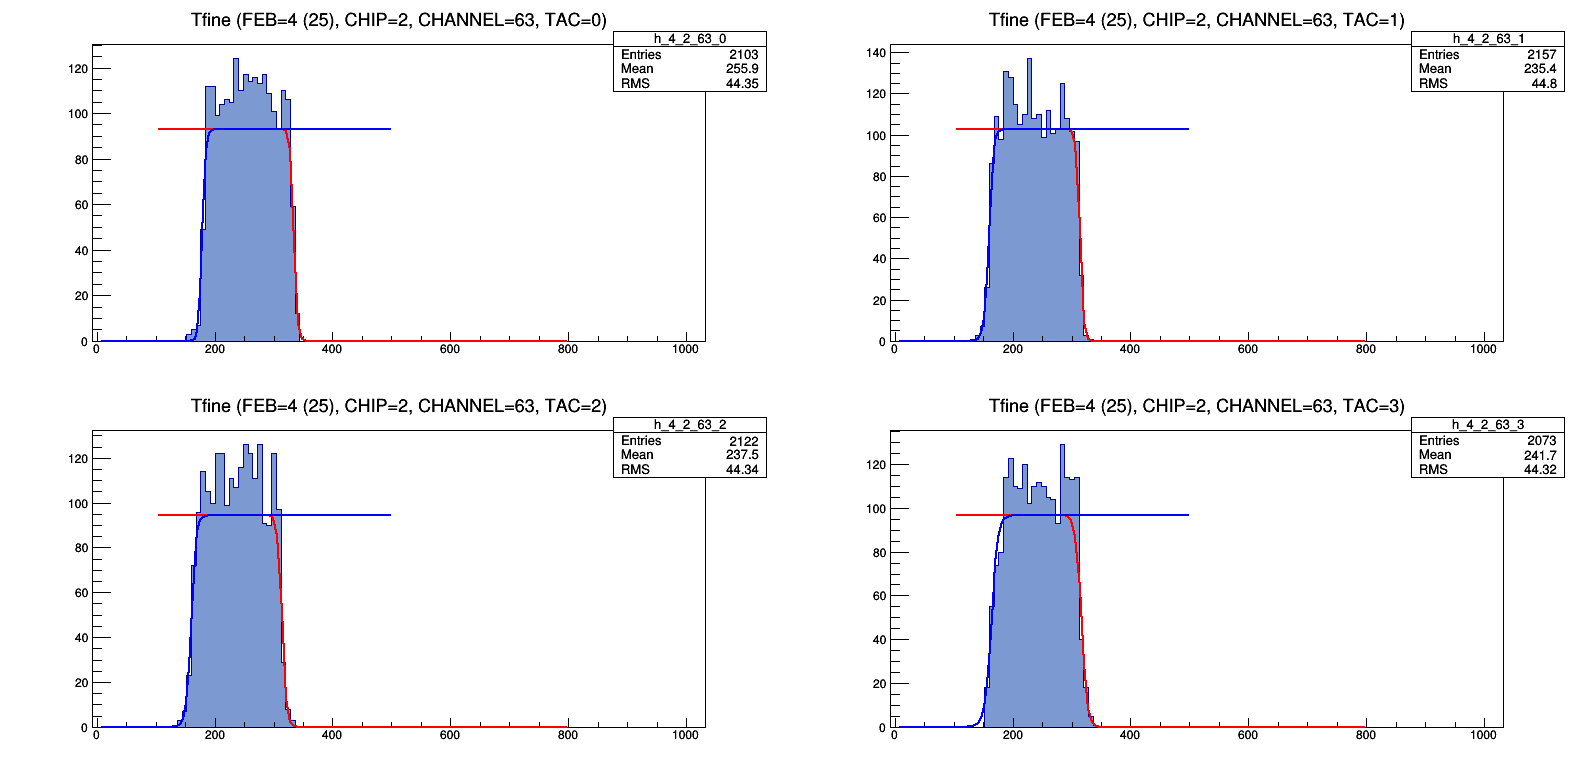 Tfine (FEB=4 (25), CHIP=2, CHANNEL=63, TAC=0)
h_4_2_63_0
Entries 2103
Mean 255.9
RMS 44.35
120
100
80
60
40
20
0
0 200 400 600 800 1000
Tfine (FEB=4 (25), CHIP=2, CHANNEL=63, TAC=1)
h_4_2_63_1
Entries 2157
Mean 235.4
RMS 44.8
140
120
100
80
60
40
20
0
0 200 400 600 800 1000
Tfine (FEB=4 (25), CHIP=2, CHANNEL=63, TAC=2)
h_4_2_63_2
Entries 2122
Mean 237.5
RMS 44.34
120
100
80
60
40
20
0
0 200 400 600 800 1000
Tfine (FEB=4 (25), CHIP=2, CHANNEL=63, TAC=3)
h_4_2_63_3
Entries 2073
Mean 241.7
RMS 44.32
120
100
80
60
40
20
0
0 200 400 600 800 1000